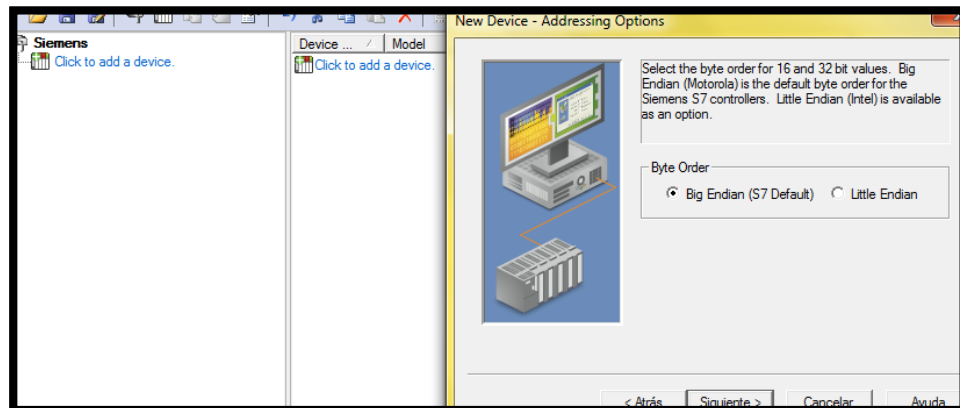 Siemens
Click to add a device.
Device ... / Model
Click to add a device.
New Device - Addressing Options
Select the byte order for 16 and 32 bit values. Big
Endian (Motorola) is the default byte order for the
Siemens S7 controllers. Little Endian (Intel) is available
as an option.
Byte Order
Big Endian (S7 Default)
Little Endian
< Atrás
Siguiente >
Cancelar
Ayuda